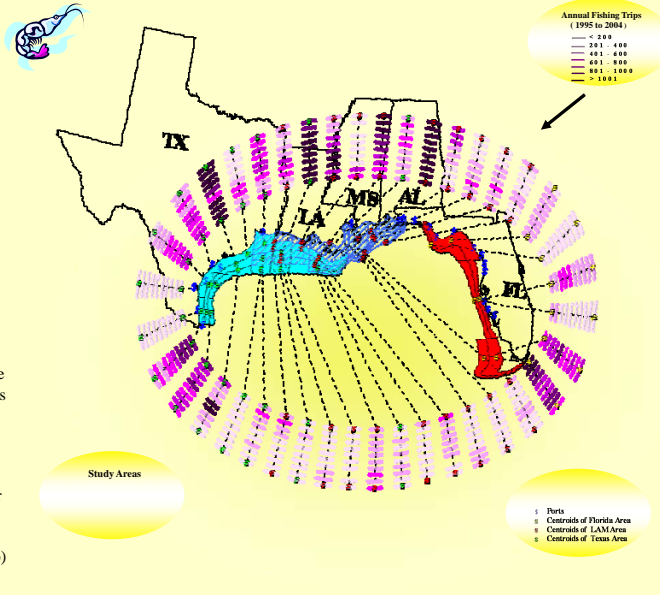 Annual Fishing Trips
( 1995 to 2004 )
< 200
201 - 400
401 - 600
601 - 800
801 - 1000
> 1001
TX
LA
MS
AL
FL
e
s
.
)
Study Areas
Ports
Centroids of Florida Area
Centroids of LAM Area
Centroids of Texas Area